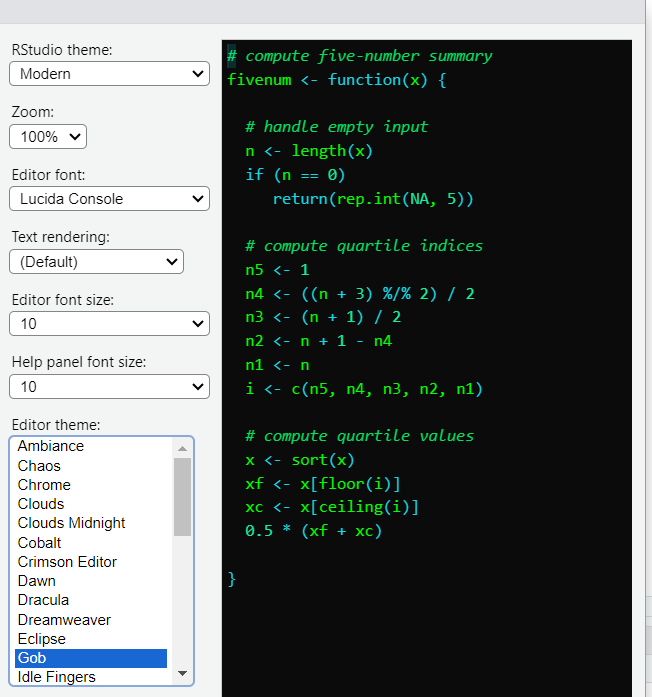 RStudio theme:
Modern
Zoom:
100%
Editor font:
Lucida Console
Text rendering:
(Default)
Editor font size:
10
Help panel font size:
10
Editor theme:
Ambiance
Chaos
Chrome
Clouds
Clouds Midnight
Cobalt
Crimson Editor
Dawn
Dracula
Dreamweaver
Eclipse
Gob
Idle Fingers
# compute five-number summary
fivenum <- function(x) {
  # handle empty input
  n <- length(x)
  if (n == 0)
     return(rep.int(NA, 5))
  # compute quartile indices
  n5 <- 1
  n4 <- ((n + 3) %/% 2) / 2
  n3 <- (n + 1) / 2
  n2 <- n + 1 - n4
  n1 <- n
  i <- c(n5, n4, n3, n2, n1)
  # compute quartile values
  x <- sort(x)
  xf <- x[floor(i)]
  xc <- x[ceiling(i)]
  0.5 * (xf + xc)
}